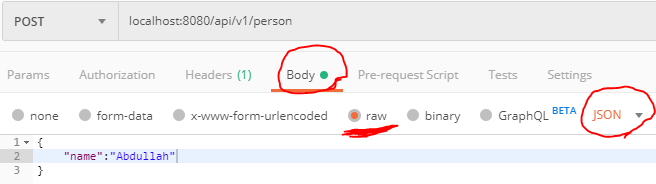 POST localhost:8080/api/v1/person
Params Authorization Headers (1) Body Pre-request Script Tests Settings
none form-data x-www-form-urlencoded raw binary GraphQL BETA JSON
1 {
2 "name":"Abdullah"
3 }